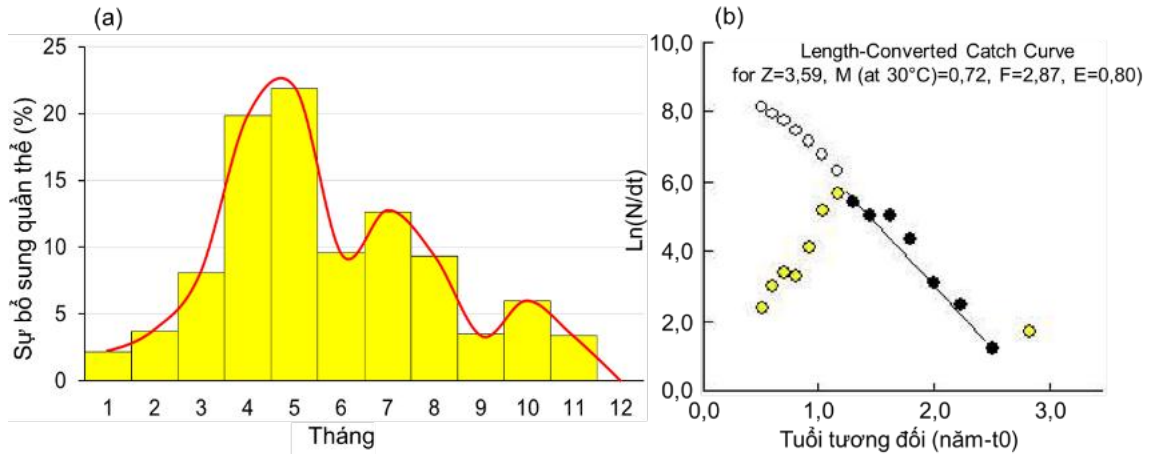 (a)
Sự bổ sung quần thể (%)
25
20
15
10
5
0
1 2 3 4 5 6 7 8 9 10 11 12
Tháng
(b)
Length-Converted Catch Curve
for Z=3,59, M (at 30°C)=0,72, F=2,87, E=0,80)
Ln(N/dt)
10,0
8,0
6,0
4,0
2,0
0,0
0,0 1,0 2,0 3,0
Tuổi tương đối (năm-t0)